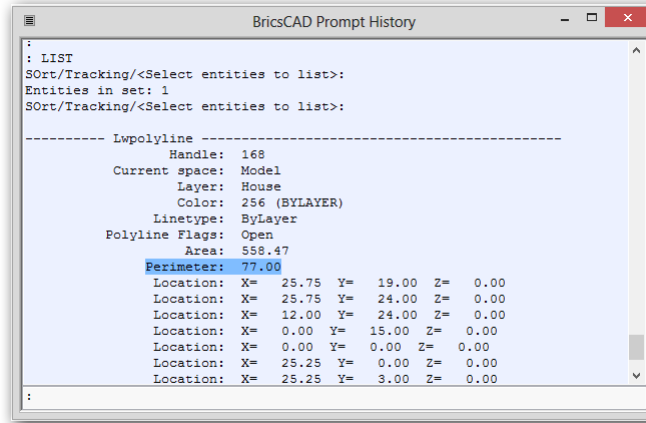 BricsCAD Prompt History
:
: LIST
SOrt/Tracking/<Select entities to list>:
Entities in set: 1
SOrt/Tracking/<Select entities to list>:
---------- Lwpolyline ---------------------------------------------
Handle: 168
Current space: Model
Layer: House
Color: 256 (BYLAYER)
Linetype: ByLayer
Polyline Flags: Open
Area: 558.47
Perimeter: 77.00
Location: X= 25.75 Y= 19.00 Z= 0.00
Location: X= 25.75 Y= 24.00 Z= 0.00
Location: X= 12.00 Y= 24.00 Z= 0.00
Location: X= 0.00 Y= 15.00 Z= 0.00
Location: X= 0.00 Y= 0.00 Z= 0.00
Location: X= 25.25 Y= 0.00 Z= 0.00
Location: X= 25.25 Y= 3.00 Z= 0.00
: